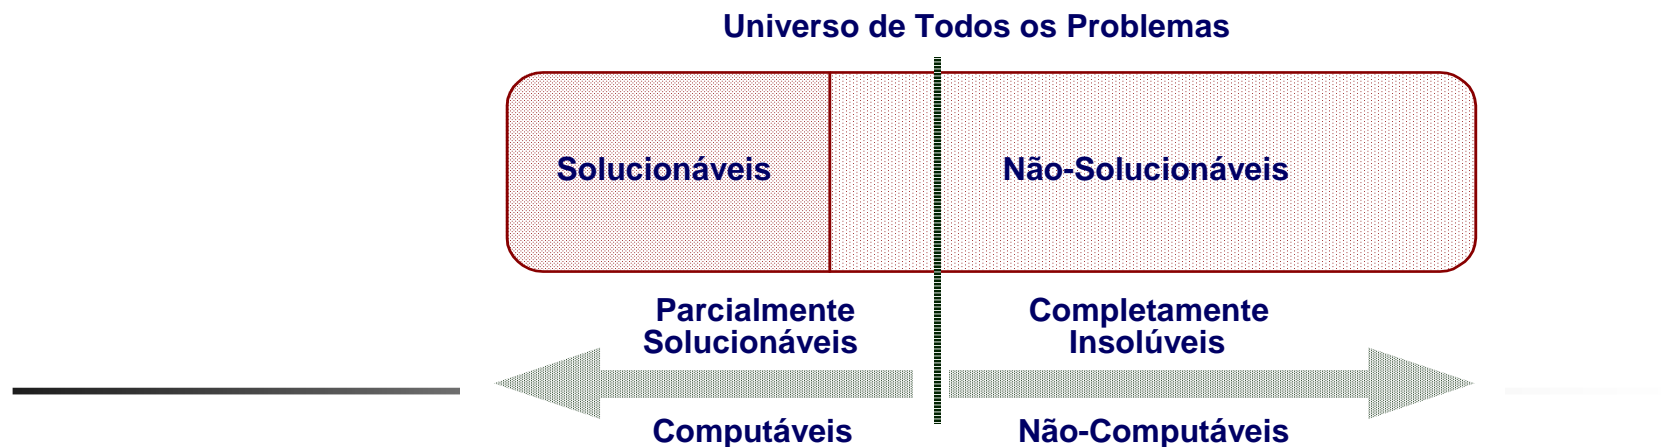 Universo de Todos os Problemas
Solucionáveis
Não-Solucionáveis
Parcialmente
Solucionáveis
Completamente
Insolúveis
Computáveis
Não-Computáveis